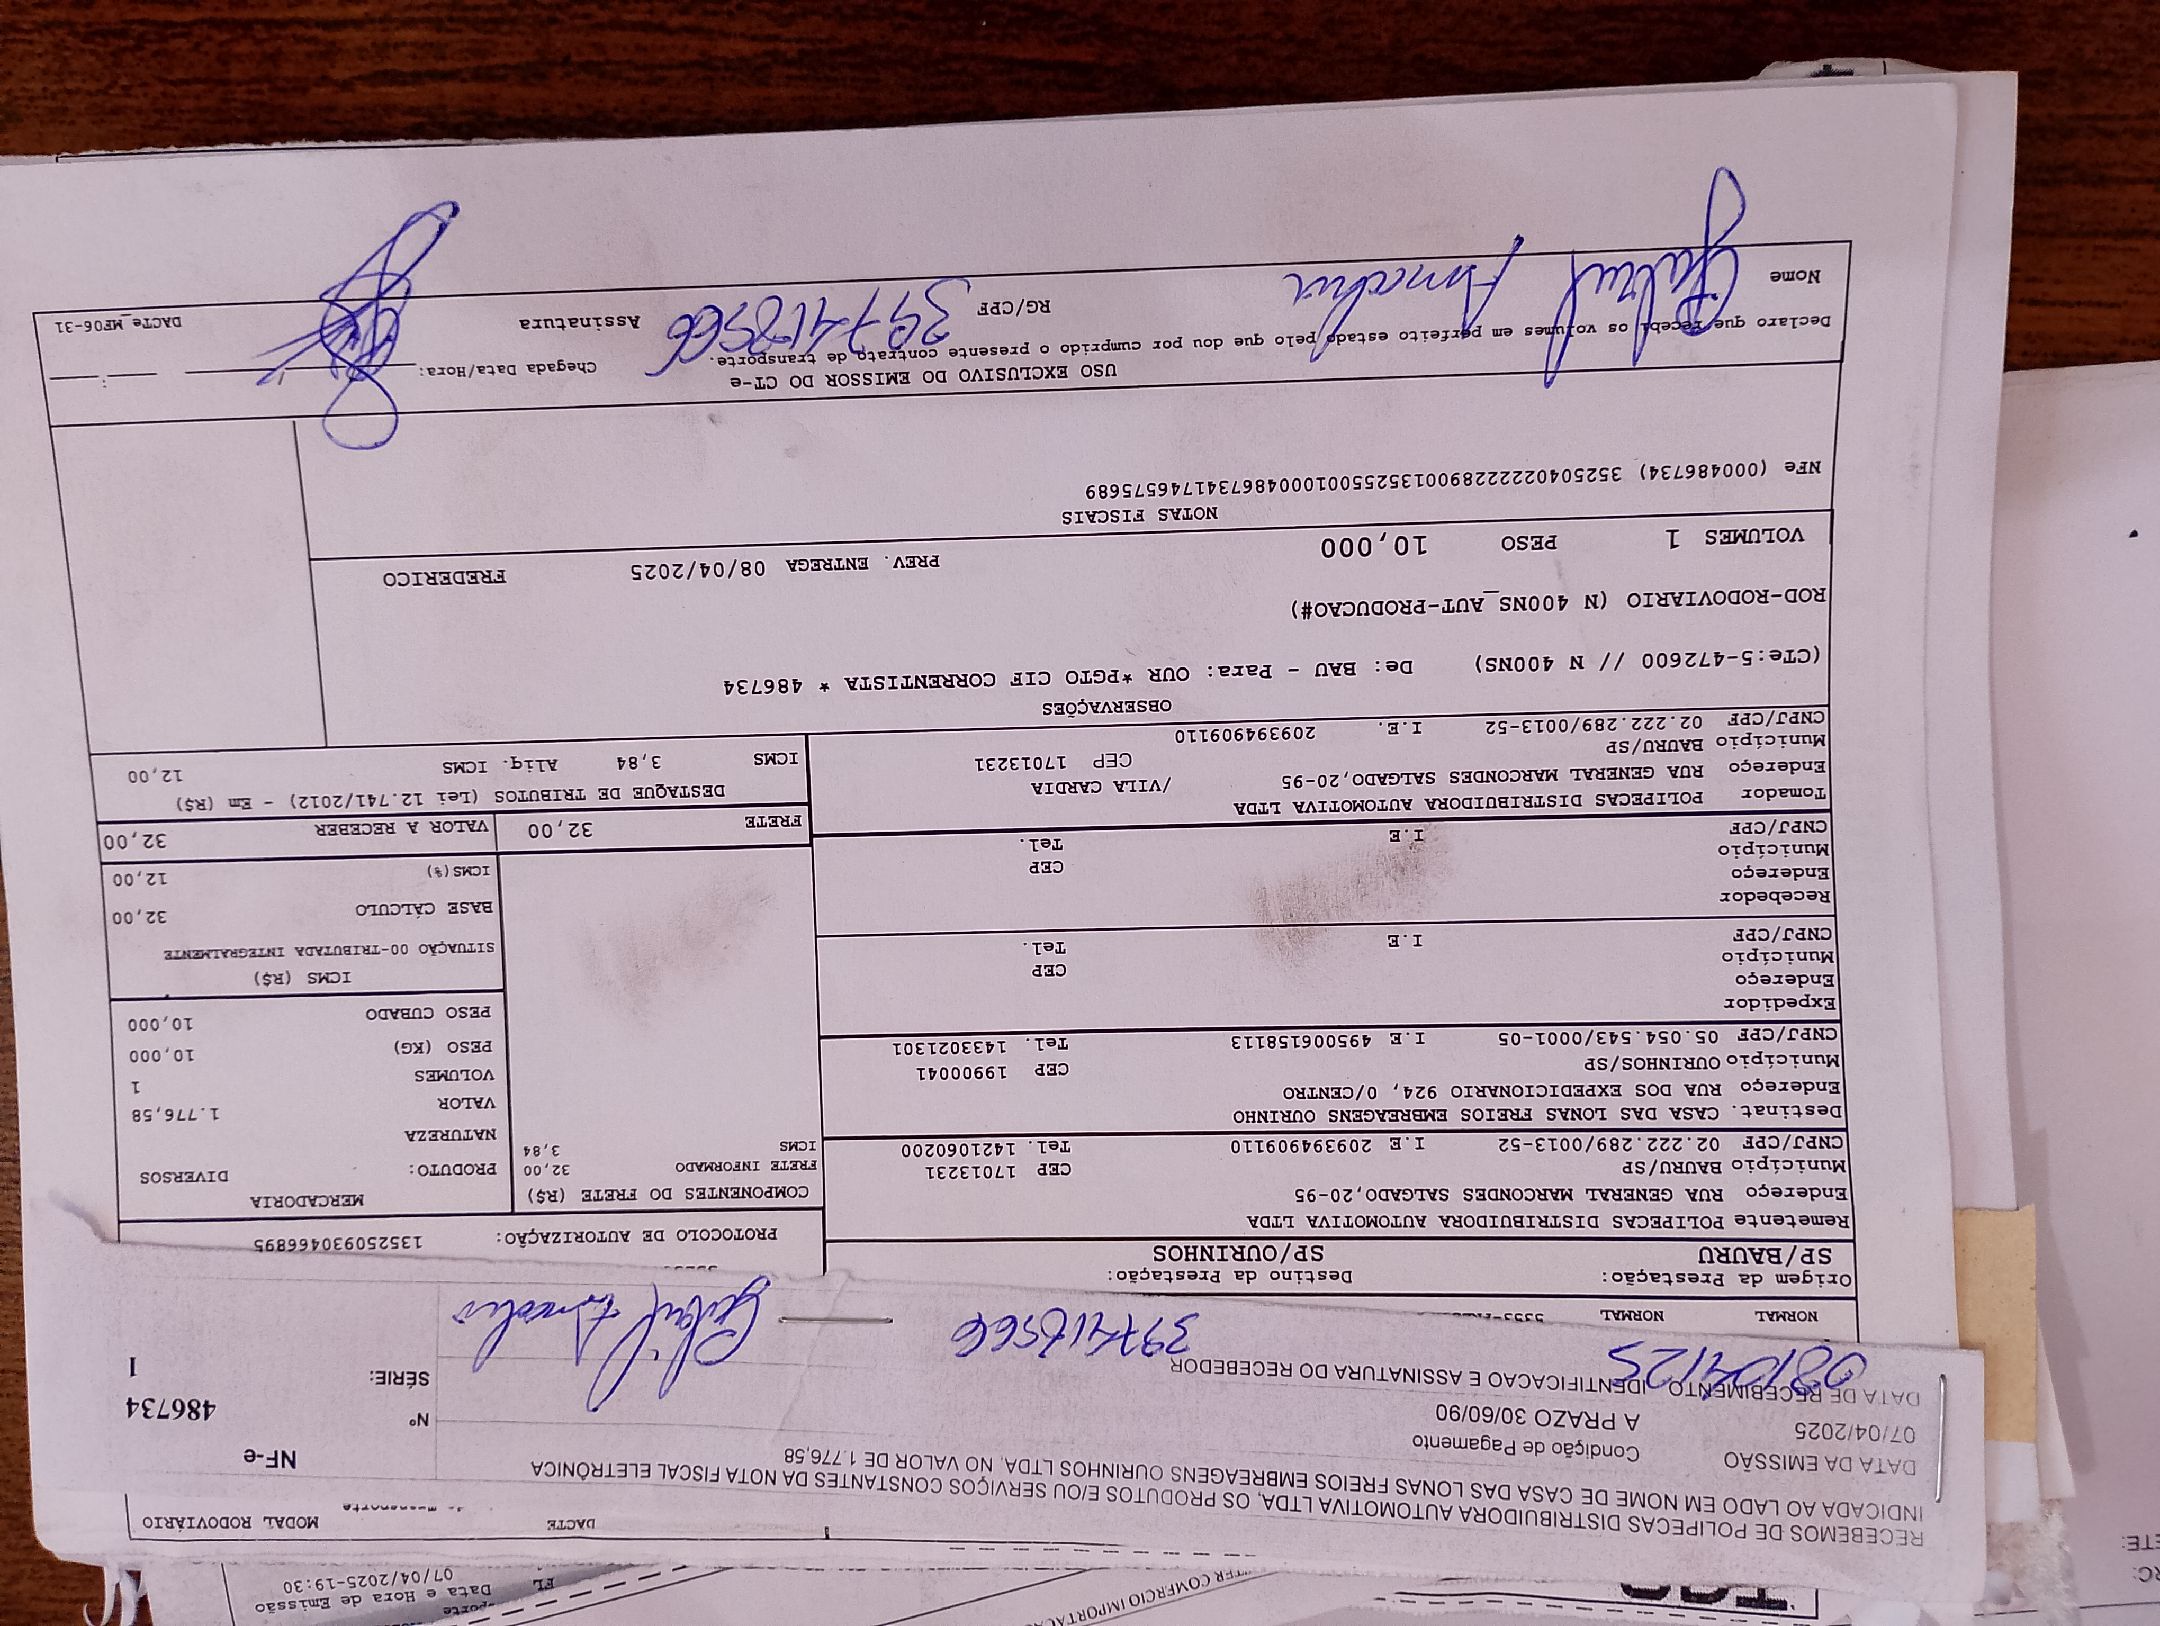 RECEBEMOS DE POLIPECAS DISTRIBUIDORA AUTOMOTIVA LTDA, OS PRODUTOS E/OU SERVIÇOS CONSTANTES DA NOTA FISCAL ELETRÔNICA
INDICADA AO LADO EM NOME DE CASA DAS LONAS FREIOS EMBREAGENS OURINHOS LTDA, NO VALOR DE 1.776,58
DATA DA EMISSÃO Condição de Pagamento
07/04/2025 A PRAZO 30/60/90
DATA DE RECEBIMENTO IDENTIFICACAO E ASSINATURA DO RECEBEDOR
08/04/25 397418566
NF-e
Nº 486734
SÉRIE: 1
DACTE MODAL RODOVIÁRIO
Data e Hora de Emissão
FL 07/04/2025-19:30
NORMAL NORMAL
Origem da Prestação: Destino da Prestação:
SP/BAURU SP/OURINHOS
PROTOCOLO DE AUTORIZAÇÃO: 135250930466895
Remetente POLIPECAS DISTRIBUIDORA AUTOMOTIVA LTDA
Endereço RUA GENERAL MARCONDES SALGADO,20-95
Município BAURU/SP CEP 17013231
CNPJ/CPF 02.222.289/0013-52 I.E 209394909110 Tel. 1421060200
Destinat. CASA DAS LONAS FREIOS EMBREAGENS OURINHO
Endereço RUA DOS EXPEDICIONARIO 924, 0/CENTRO
Município OURINHOS/SP CEP 19900041
CNPJ/CPF 05.054.543/0001-05 I.E 495006158113 Tel. 1433021301
Expedidor
Endereço
Município CEP
CNPJ/CPF I.E Tel.
Recebedor
Endereço
Município CEP
CNPJ/CPF I.E Tel.
Tomador POLIPECAS DISTRIBUIDORA AUTOMOTIVA LTDA
Endereço RUA GENERAL MARCONDES SALGADO,20-95 /VILA CARDIA
Município BAURU/SP CEP 17013231
CNPJ/CPF 02.222.289/0013-52 I.E. 209394909110
COMPONENTES DO FRETE (R$)
FRETE INFORMADO 32,00
ICMS 3,84
MERCADORIA
PRODUTO: DIVERSOS
NATUREZA
VALOR 1.776,58
VOLUMES 1
PESO (KG) 10,000
PESO CUBADO 10,000
ICMS (R$)
SITUAÇÃO 00-TRIBUTADA INTEGRALMENTE
BASE CÁLCULO 32,00
ICMS(%) 12,00
FRETE 32,00 VALOR A RECEBER 32,00
DESTAQUE DE TRIBUTOS (Lei 12.741/2012) - Em (R$)
ICMS 3,84 Aliq. ICMS 12,00
OBSERVAÇÕES
(CTe:5-472600 // N 400NS) De: BAU - Para: OUR *PGTO CIF CORRENTISTA * 486734
ROD-RODOVIARIO (N 400NS_AUT-PRODUCAO#)
VOLUMES 1 PESO 10,000 PREV. ENTREGA 08/04/2025 FREDERICO
NOTAS FISCAIS
NFe (000486734) 35250402222289001352550010004867341746575689
USO EXCLUSIVO DO EMISSOR DO CT-e
Declaro que recebi os volumes em perfeito estado pelo que dou por cumprido o presente contrato de transporte. Chegada Data/Hora:
Nome Gabriel RG/CPF 397418566 Assinatura DACTe_MF06-31